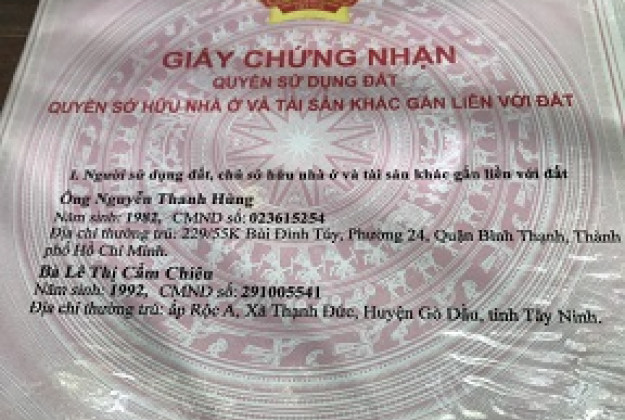 GIẤY CHỨNG NHẬN
QUYỀN SỬ DỤNG ĐẤT
QUYỀN SỞ HỮU NHÀ Ở VÀ TÀI SẢN KHÁC GẮN LIỀN VỚI ĐẤT
I. Người sử dụng đất, chủ sở hữu nhà ở và tài sản khác gắn liền với đất
Ông Nguyễn Thanh Hùng
Năm sinh: 1982, CMND số: 023615254
Địa chỉ thường trú: 229/55K Bùi Đình Túy, Phường 24, Quận Bình Thạnh, Thành
phố Hồ Chí Minh.
Bà Lê Thị Cẩm Chiêu
Năm sinh: 1992, CMND số: 291005541
Địa chỉ thường trú: ấp Rộc A, Xã Thạnh Đức, Huyện Gò Dầu, tỉnh Tây Ninh.